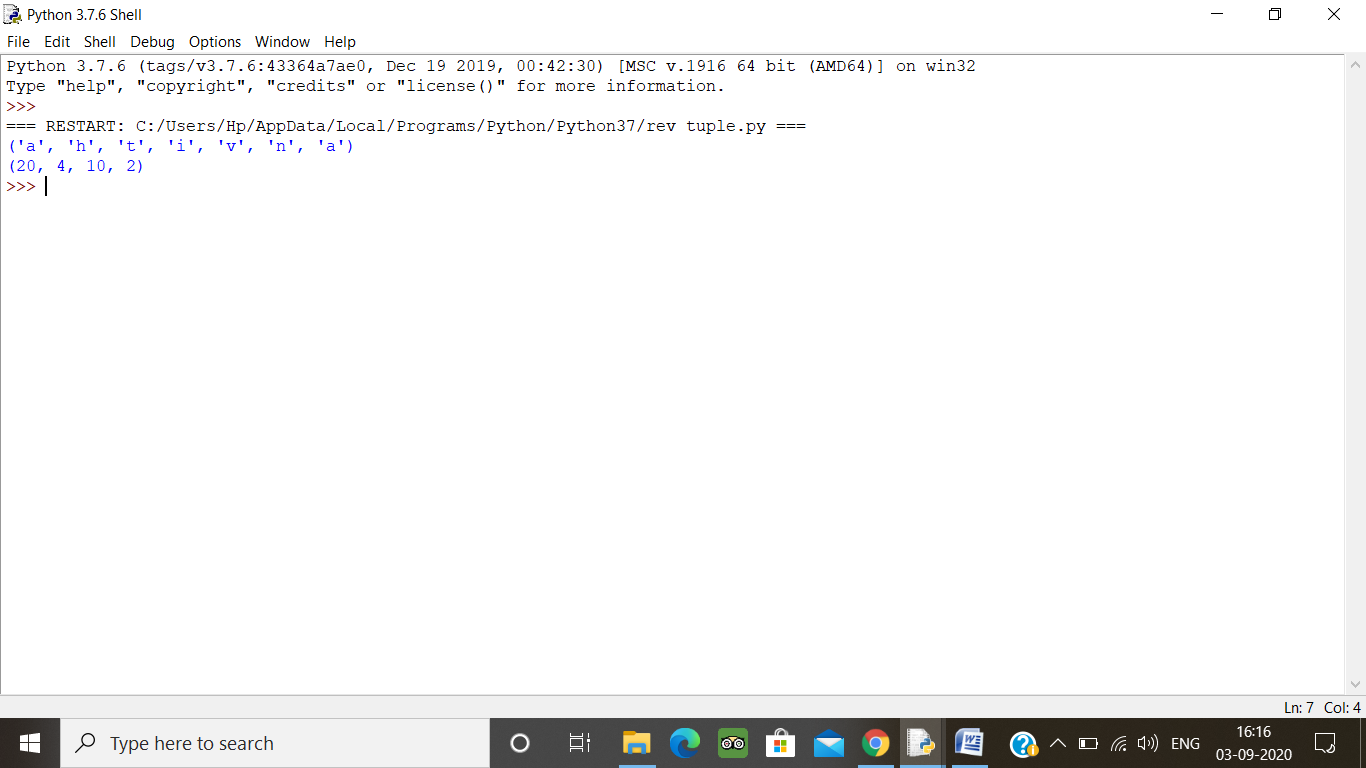 Python 3.7.6 Shell
File Edit Shell Debug Options Window Help
Python 3.7.6 (tags/v3.7.6:43364a7ae0, Dec 19 2019, 00:42:30) [MSC v.1916 64 bit (AMD64)] on win32
Type "help", "copyright", "credits" or "license()" for more information.
>>>
=== RESTART: C:/Users/Hp/AppData/Local/Programs/Python/Python37/rev tuple.py ===
('a', 'h', 't', 'i', 'v', 'n', 'a')
(20, 4, 10, 2)
>>>
Ln: 7 Col: 4
Type here to search
ENG
16:16
03-09-2020